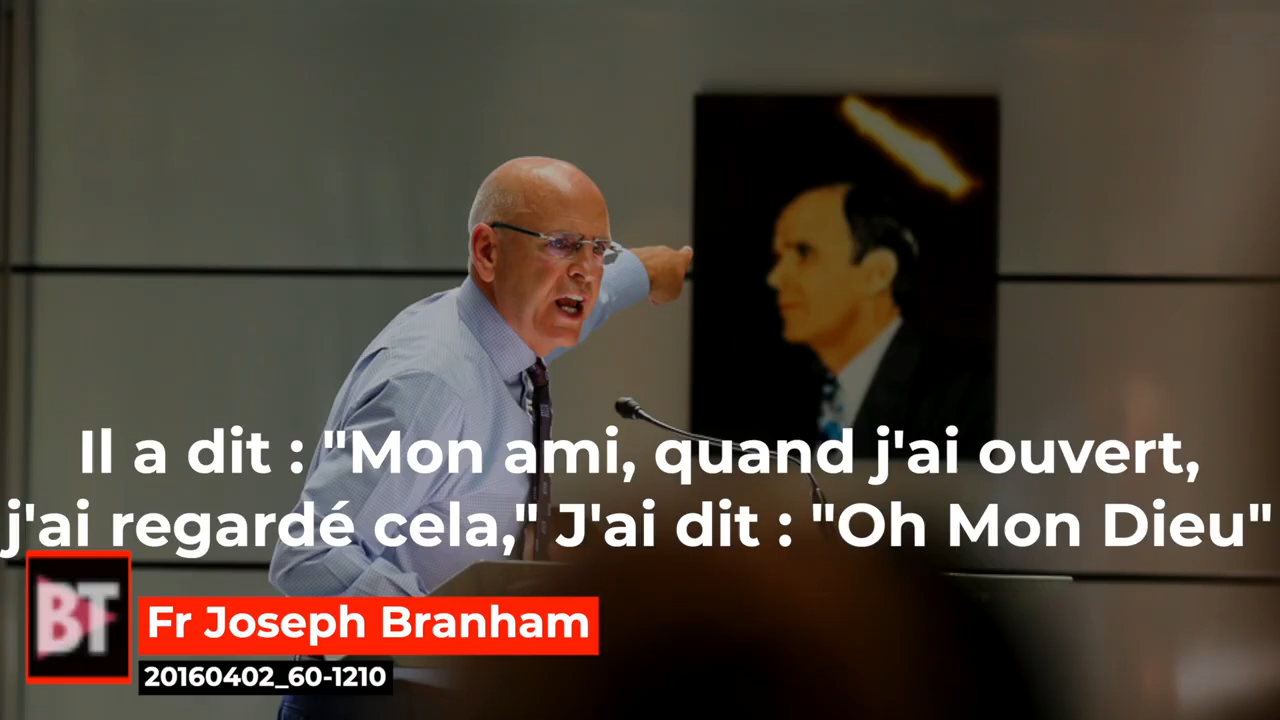 Il a dit : "Mon ami, quand j'ai ouvert,
j'ai regardé cela," J'ai dit : "Oh Mon Dieu"
BT
Fr Joseph Branham
20160402_60-1210